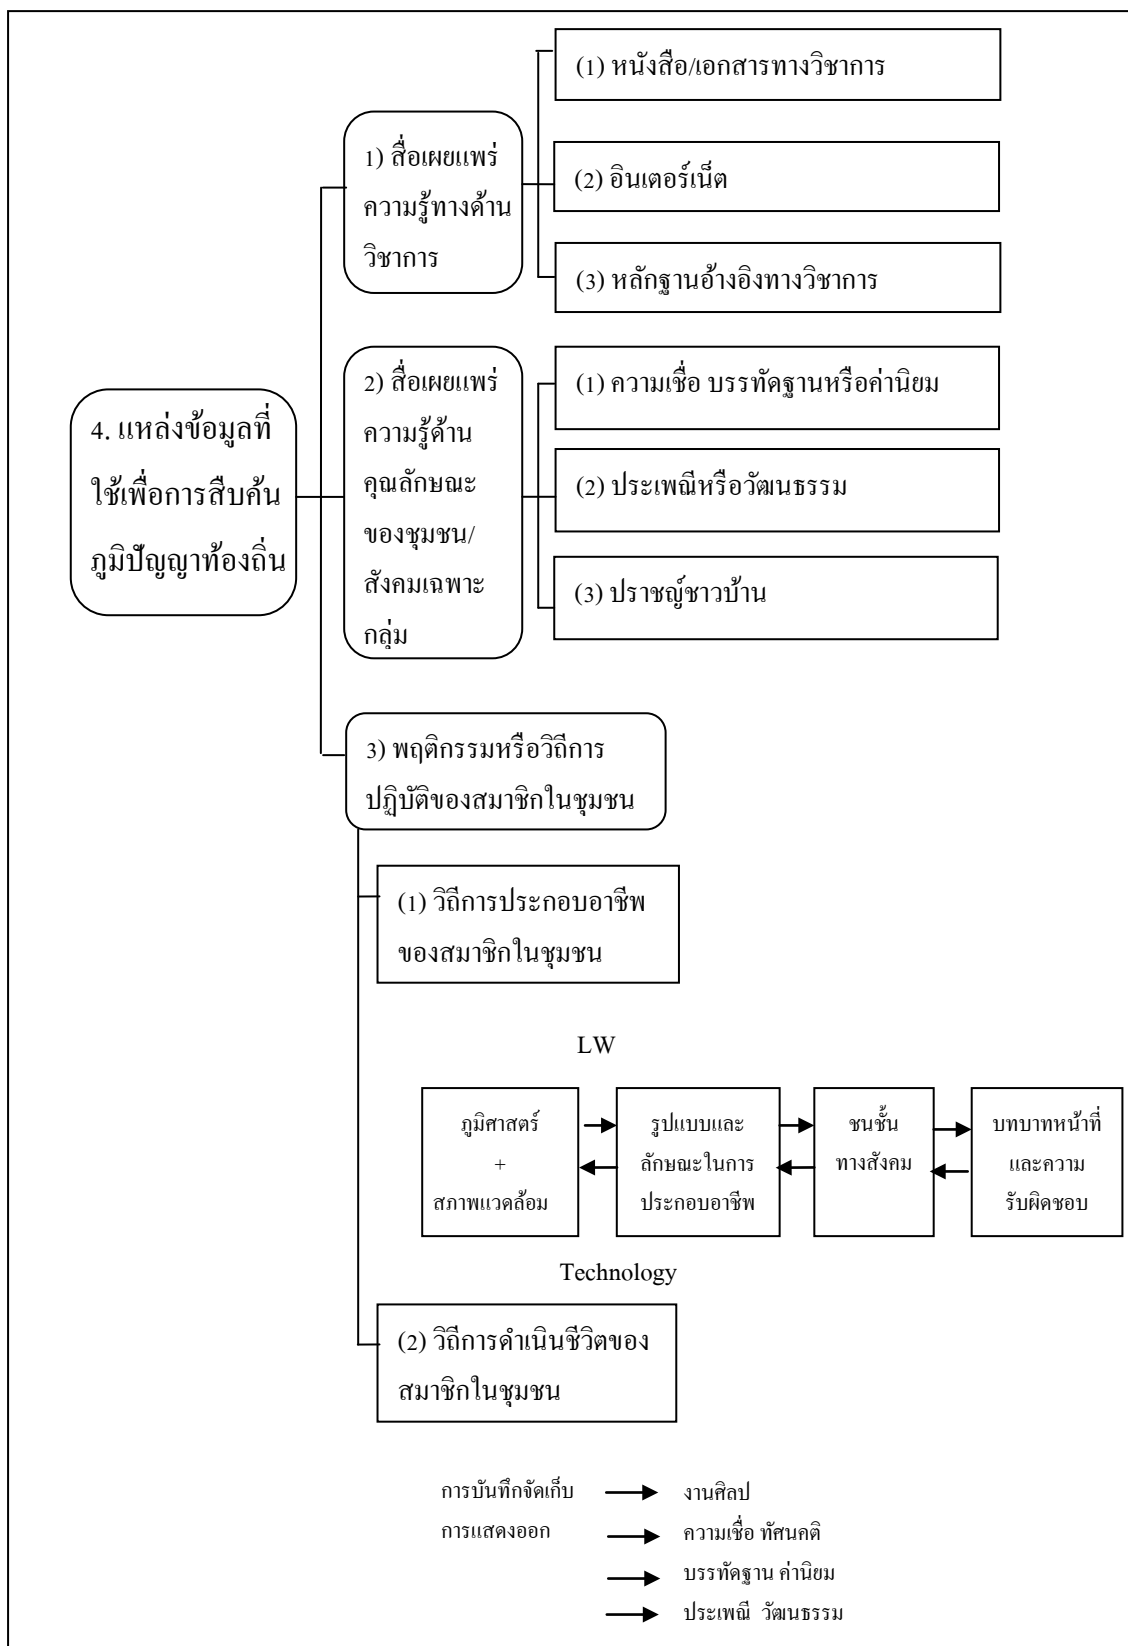 (1) หนังสือ/เอกสารทางวิชาการ
1) สื่อเผยแพร่
ความรู้ทางด้าน
วิชาการ
(2) อินเตอร์เน็ต
(3) หลักฐานอ้างอิงทางวิชาการ
4. แหล่งข้อมูลที่
ใช้เพื่อการสืบค้น
ภูมิปัญญาท้องถิ่น
2) สื่อเผยแพร่
ความรู้ด้าน
คุณลักษณะ
ของชุมชน/
สังคมเฉพาะ
กลุ่ม
(1) ความเชื่อ บรรทัดฐานหรือค่านิยม
(2) ประเพณีหรือวัฒนธรรม
(3) ปราชญ์ชาวบ้าน
3) พฤติกรรมหรือวิถีการ
ปฏิบัติของสมาชิกในชุมชน
(1) วิถีการประกอบอาชีพ
ของสมาชิกในชุมชน
LW
ภูมิศาสตร์
+
สภาพแวดล้อม
รูปแบบและ
ลักษณะในการ
ประกอบอาชีพ
ชนชั้น
ทางสังคม
บทบาทหน้าที่
และความ
รับผิดชอบ
Technology
(2) วิถีการดำเนินชีวิตของ
สมาชิกในชุมชน
การบันทึกจัดเก็บ → งานศิลป
การแสดงออก → ความเชื่อ ทัศนคติ
→ บรรทัดฐาน ค่านิยม
→ ประเพณี วัฒนธรรม